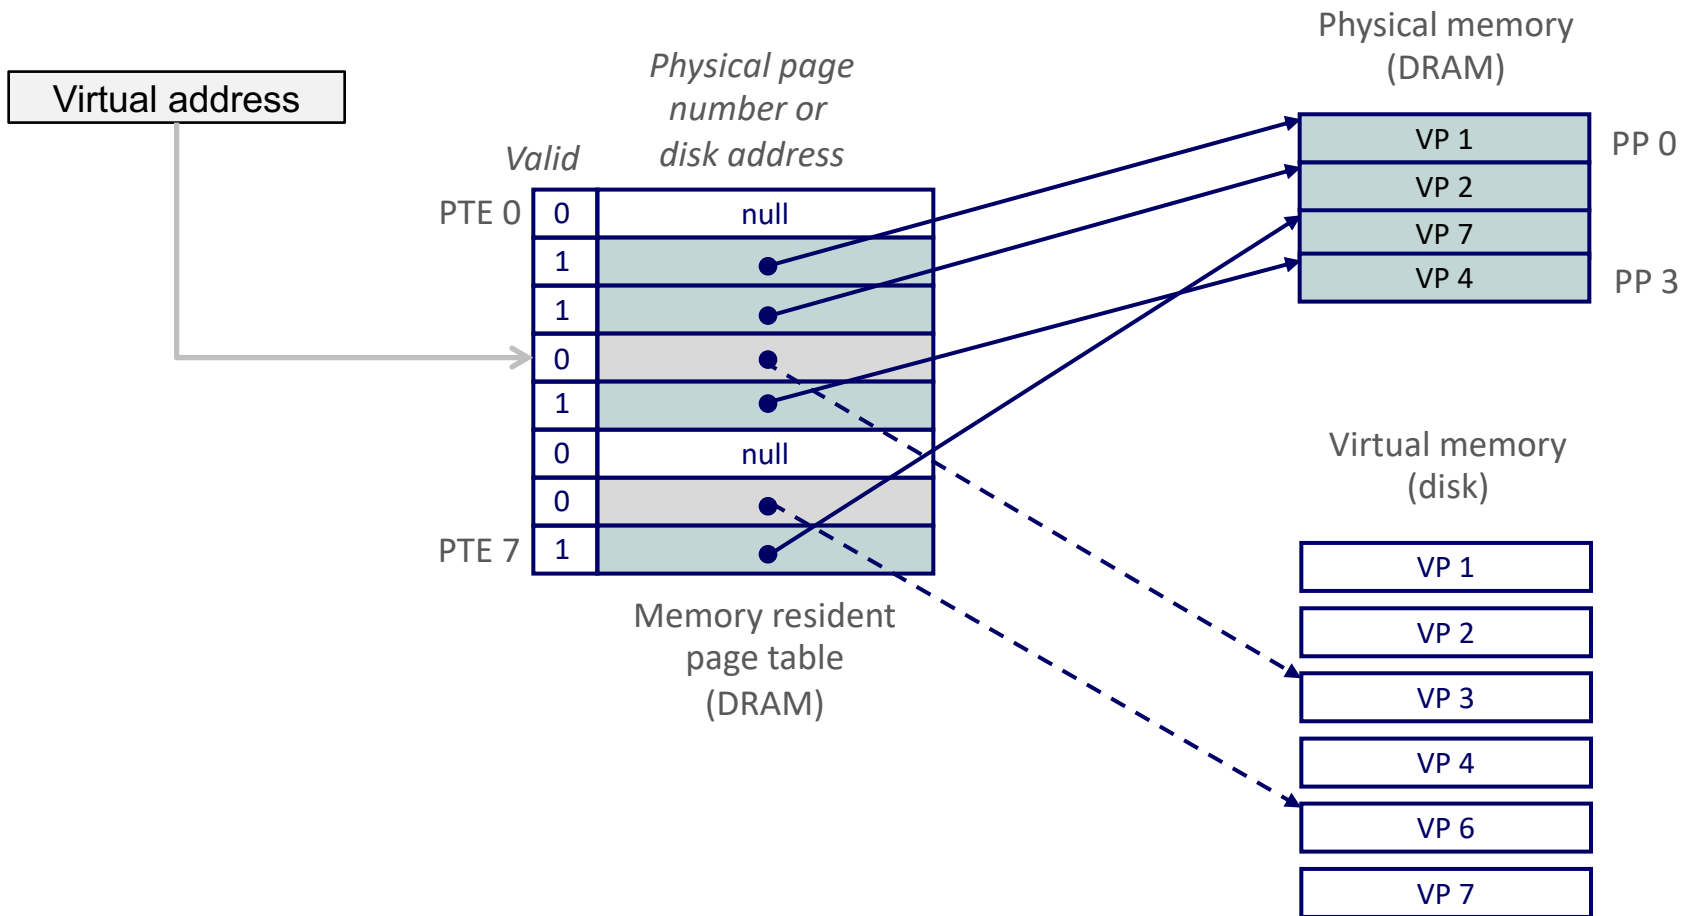 Virtual address
Physical page
number or
disk address
Valid
PTE 0
0
null
1
1
0
1
0
null
0
PTE 7
1
Memory resident
page table
(DRAM)
Physical memory
(DRAM)
VP 1
PP 0
VP 2
VP 7
VP 4
PP 3
Virtual memory
(disk)
VP 1
VP 2
VP 3
VP 4
VP 6
VP 7